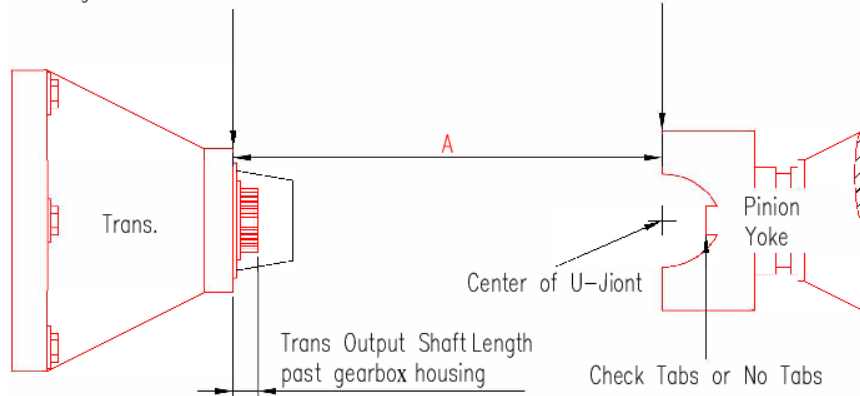 A
Trans.
Pinion
Yoke
Center of U-Jiont
Trans Output Shaft Length
past gearbox housing
Check Tabs or No Tabs